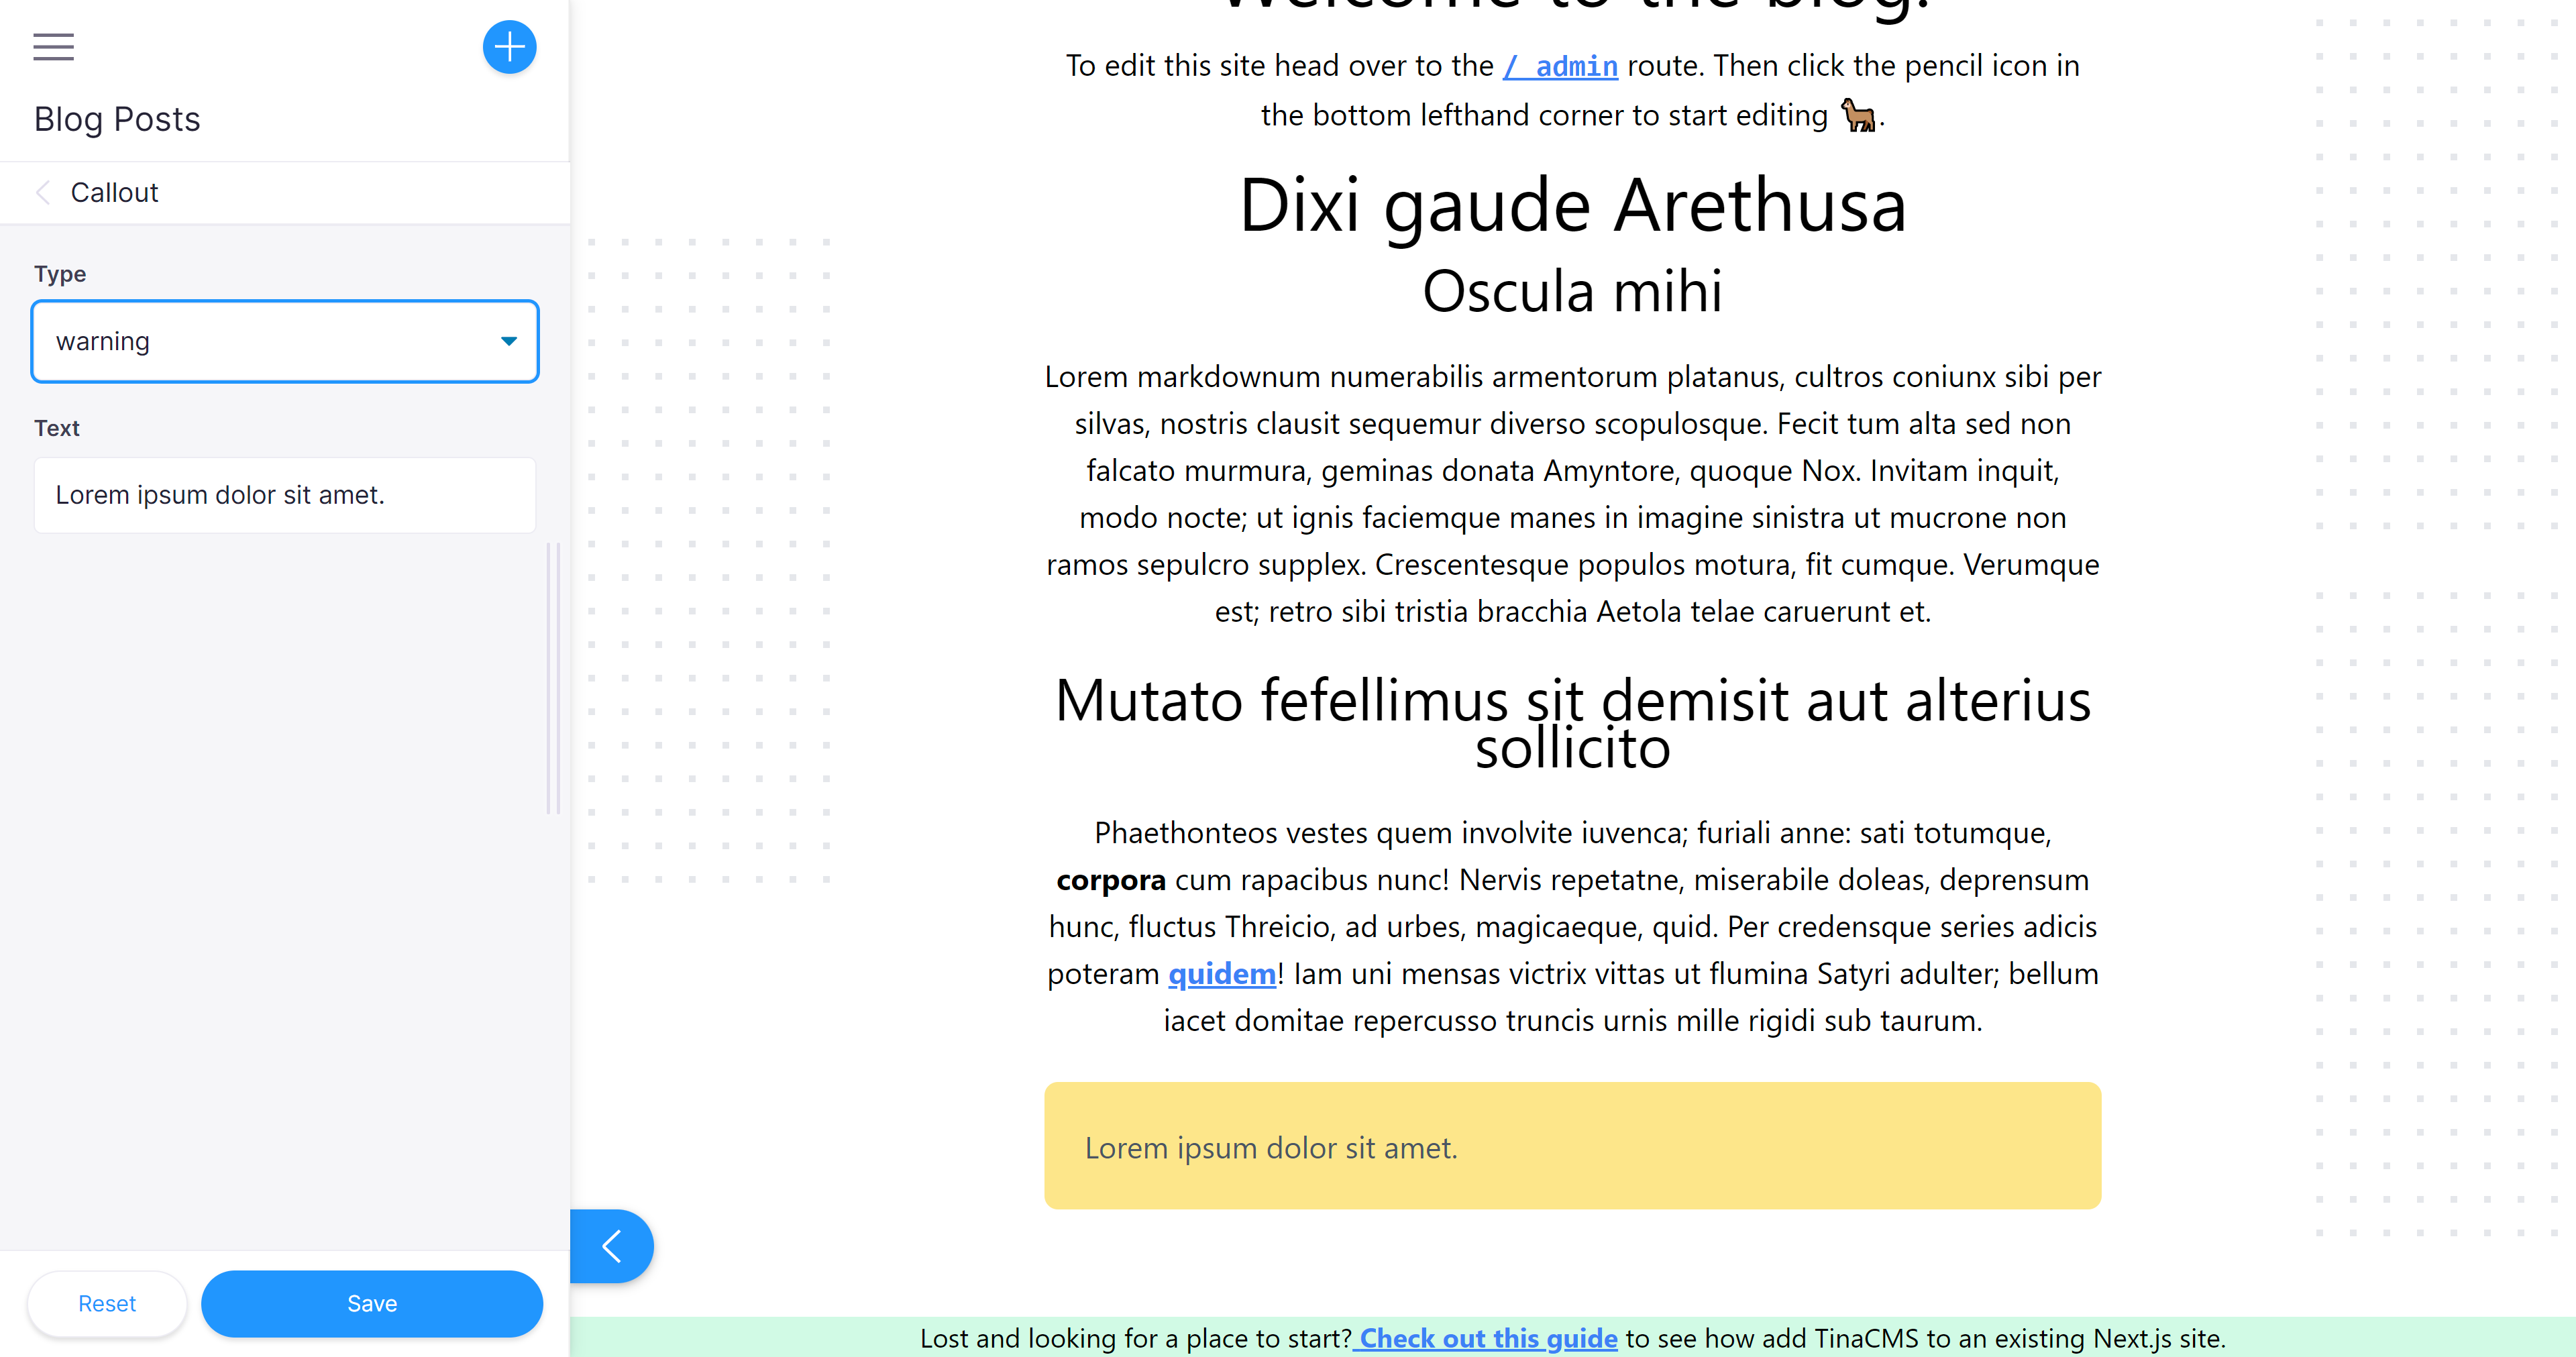 Blog Posts
Callout
Type
warning
Text
Lorem ipsum dolor sit amet.
Reset
Save
Welcome to the blog!
To edit this site head over to the /_admin route. Then click the pencil icon in
the bottom lefthand corner to start editing 🐕.
Dixi gaude Arethusa
Oscula mihi
Lorem markdownum numerabilis armentorum platanus, cultros coniunx sibi per
silvas, nostris clausit sequemur diverso scopulosque. Fecit tum alta sed non
falcato murmura, geminas donata Amyntore, quoque Nox. Invitam inquit,
modo nocte; ut ignis faciemque manes in imagine sinistra ut mucrone non
ramos sepulcro supplex. Crescentesque populos motura, fit cumque. Verumque
est; retro sibi tristia bracchia Aetola telae caruerunt et.
Mutato fefellimus sit demisit aut alterius
sollicito
Phaethonteos vestes quem involvite iuvenca; furiali anne: sati totumque,
corpora cum rapacibus nunc! Nervis repetatne, miserabile doleas, deprensum
hunc, fluctus Threicio, ad urbes, magicaeque, quid. Per credensque series adicis
poteram quidem! Iam uni mensas victrix vittas ut flumina Satyri adulter; bellum
iacet domitae repercusso truncis urnis mille rigidi sub taurum.
Lorem ipsum dolor sit amet.
Lost and looking for a place to start? Check out this guide to see how add TinaCMS to an existing Next.js site.